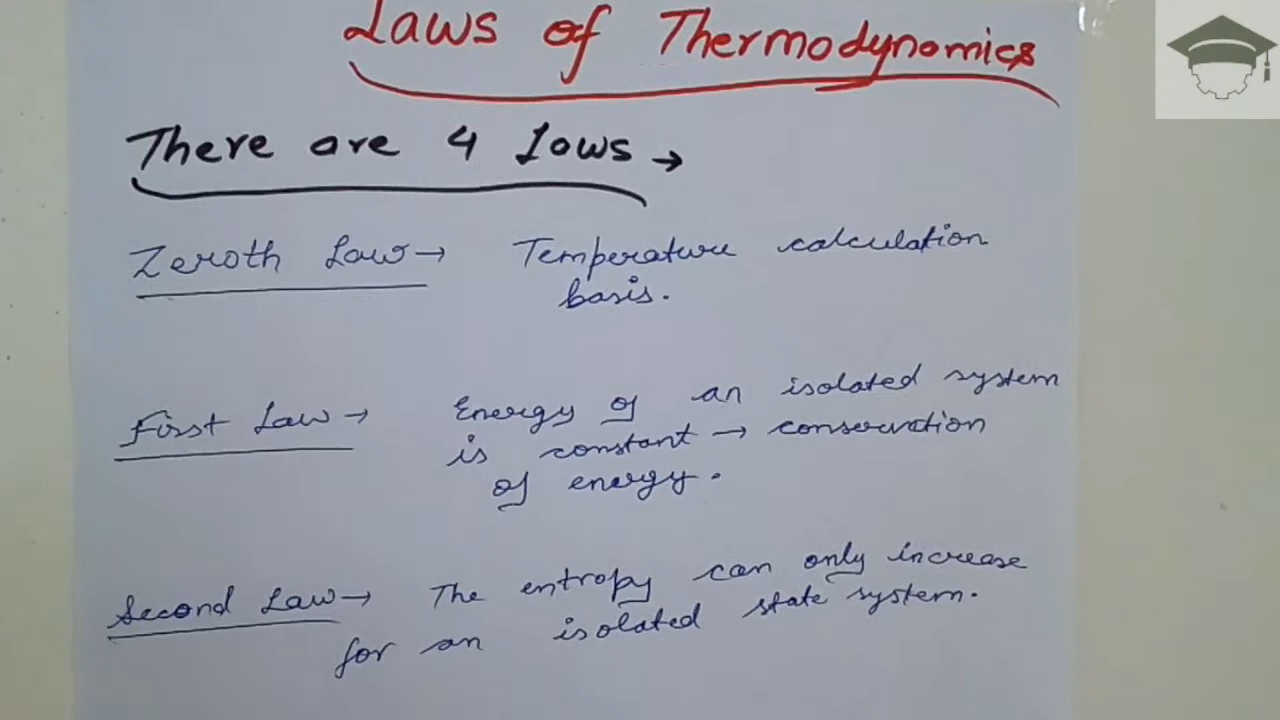 Laws of Thermodynamics
There are 4 Laws →
Zeroth Law → Temperature calculation
basis.
First Law → Energy of an isolated system
is constant → conservation
of energy.
Second Law → The entropy can only increase
for an isolated state system.